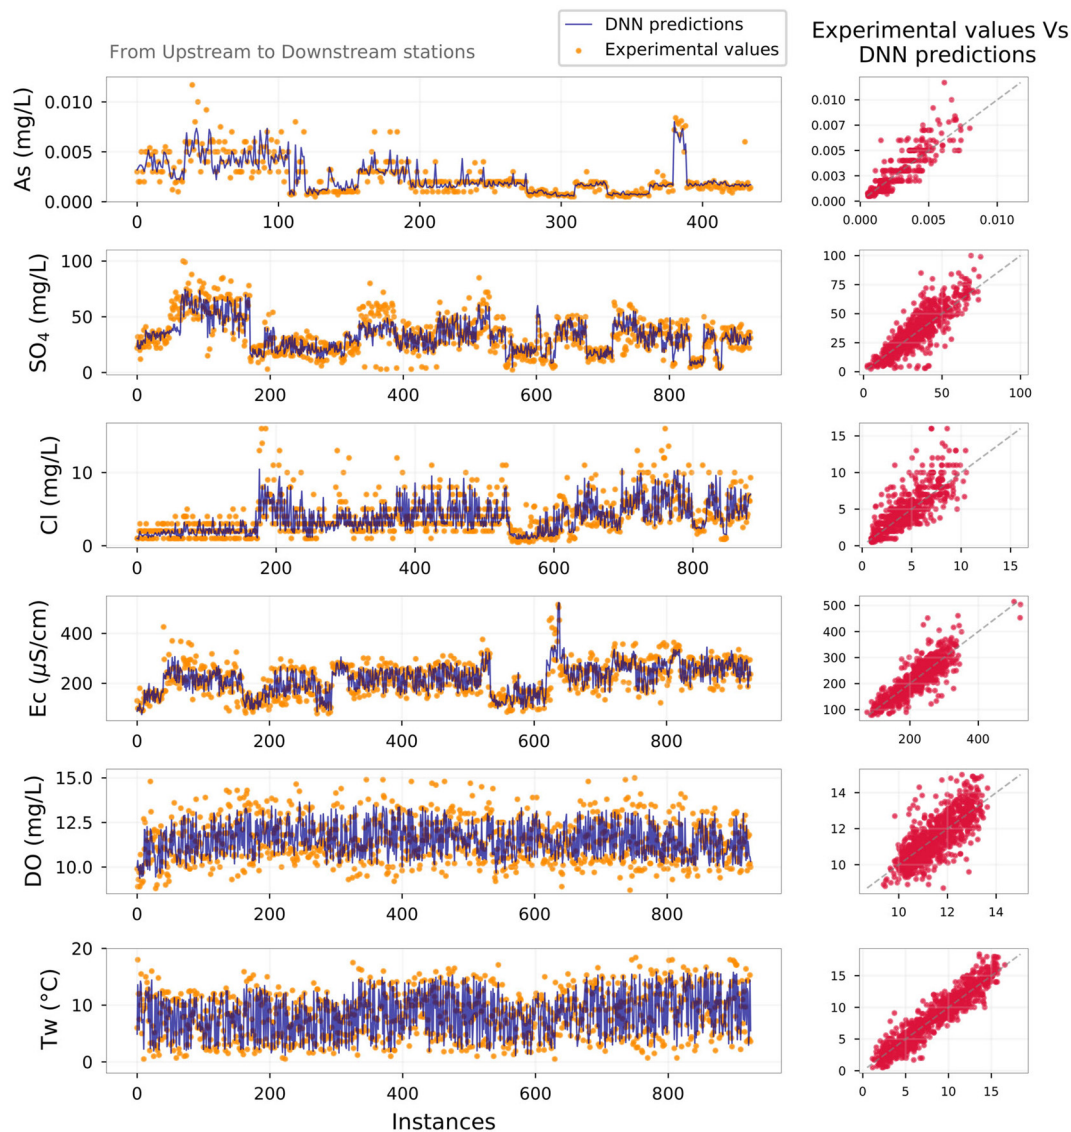 DNN predictions
Experimental values
From Upstream to Downstream stations
Experimental values Vs
DNN predictions
As (mg/L)
0.010
0.005
0.000
0 100 200 300 400
0.010
0.007
0.005
0.003
0.000
0.000 0.005 0.010
SO₄ (mg/L)
100
50
0
0 200 400 600 800
100
75
50
25
0
0 50 100
Cl (mg/L)
10
5
0
0 200 400 600 800
15
10
5
0
0 5 10 15
Ec (μS/cm)
400
200
0 200 400 600 800
500
400
300
200
100
200 400
DO (mg/L)
15.0
12.5
10.0
0 200 400 600 800
14
12
10
10 12 14
Tw (°C)
20
10
0
0 200 400 600 800
15
10
5
0
0 5 10 15
Instances